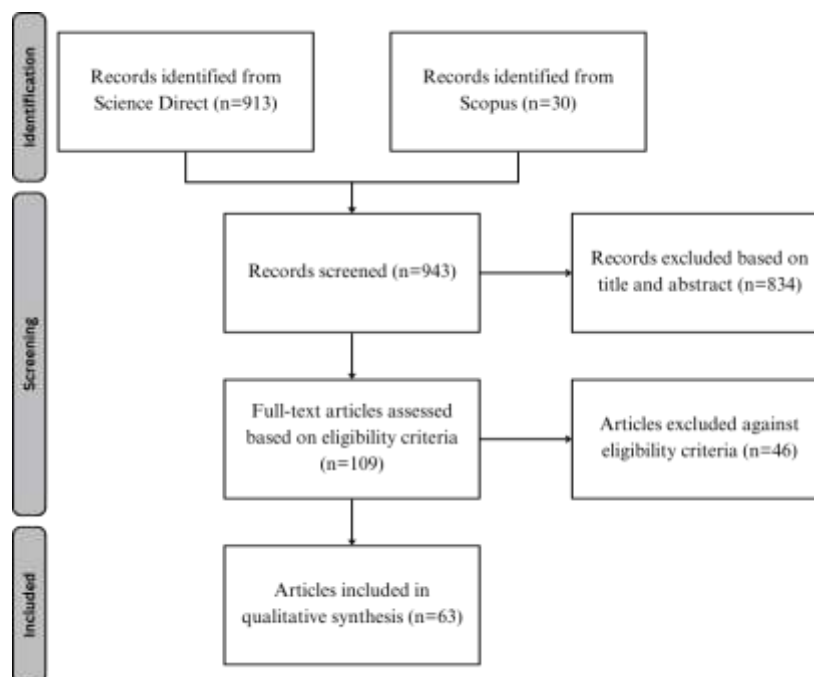 Identification
Records identified from
Science Direct (n=913)
Records identified from
Scopus (n=30)
Screening
Records screened (n=943)
Records excluded based on
title and abstract (n=834)
Full-text articles assessed
based on eligibility criteria
(n=109)
Articles excluded against
eligibility criteria (n=46)
Included
Articles included in
qualitative synthesis (n=63)